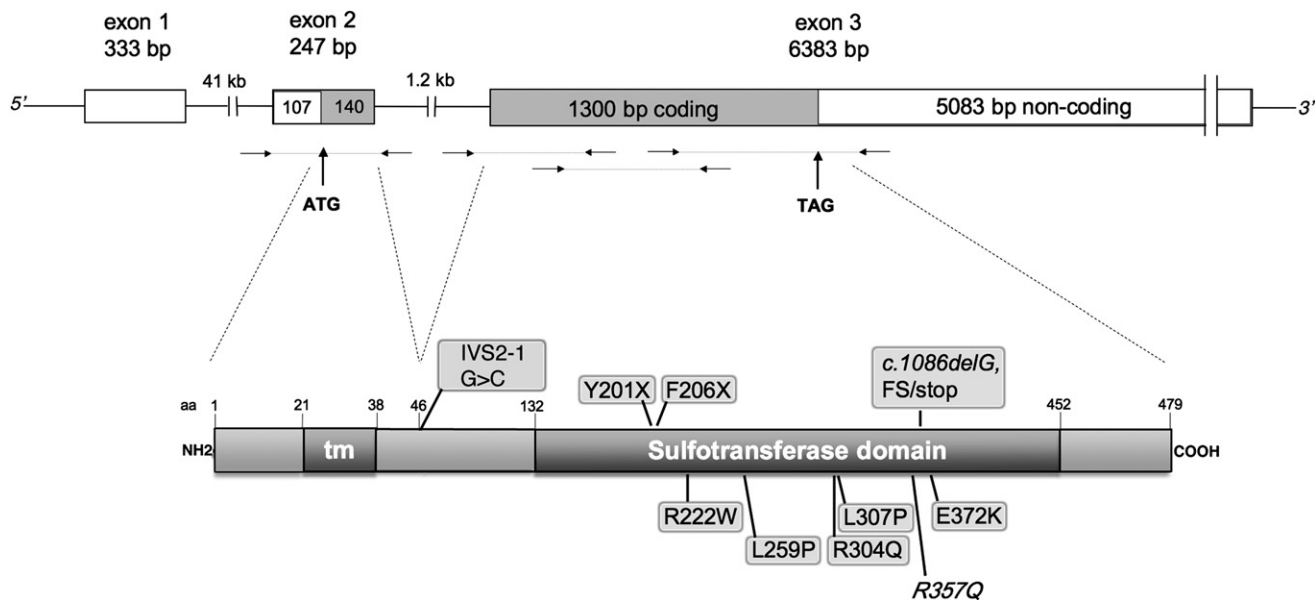 exon 1
333 bp
exon 2
247 bp
exon 3
6383 bp
41 kb
1.2 kb
5'
107
140
1300 bp coding
5083 bp non-coding
3'
ATG
TAG
IVS2-1
G>C
Y201X
F206X
c.1086delG,
FS/stop
aa
1
21
38
46
132
452
479
NH2
tm
Sulfotransferase domain
COOH
R222W
L307P
E372K
L259P
R304Q
R357Q